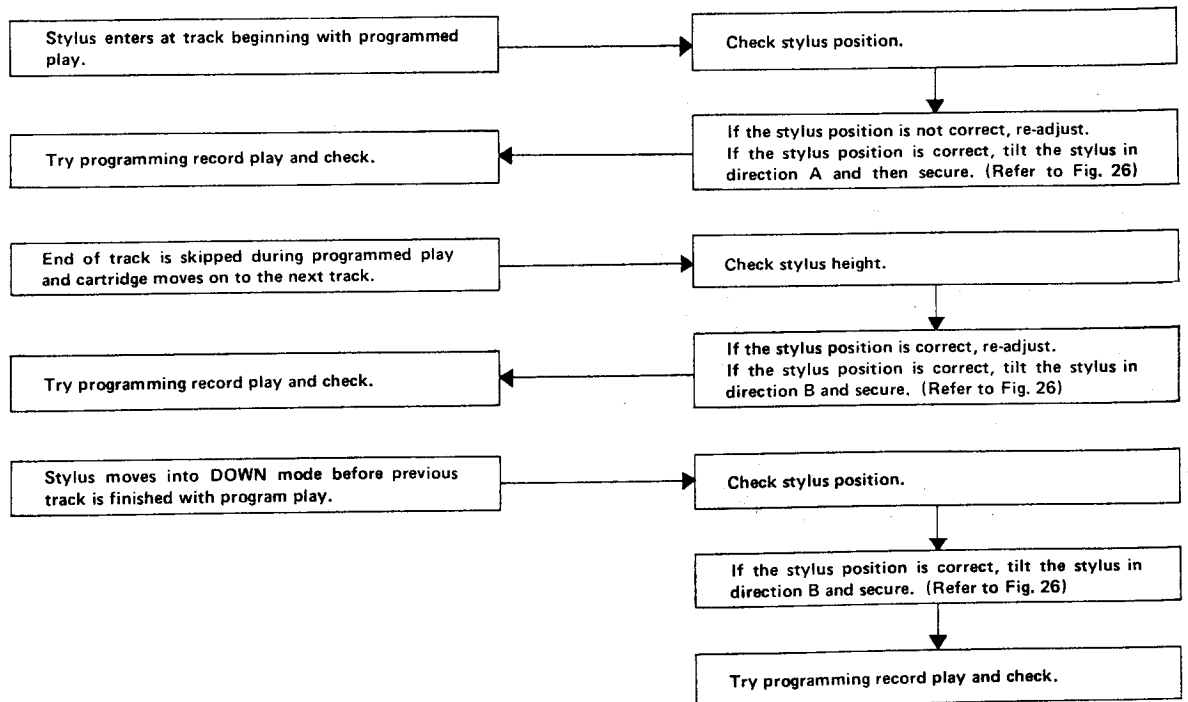 Stylus enters at track beginning with programmed
play.
Check stylus position.
If the stylus position is not correct, re-adjust.
If the stylus position is correct, tilt the stylus in
direction A and then secure. (Refer to Fig. 26)
Try programming record play and check.
End of track is skipped during programmed play
and cartridge moves on to the next track.
Check stylus height.
If the stylus position is correct, re-adjust.
If the stylus position is correct, tilt the stylus in
direction B and secure. (Refer to Fig. 26)
Try programming record play and check.
Stylus moves into DOWN mode before previous
track is finished with program play.
Check stylus position.
If the stylus position is correct, tilt the stylus in
direction B and secure. (Refer to Fig. 26)
Try programming record play and check.